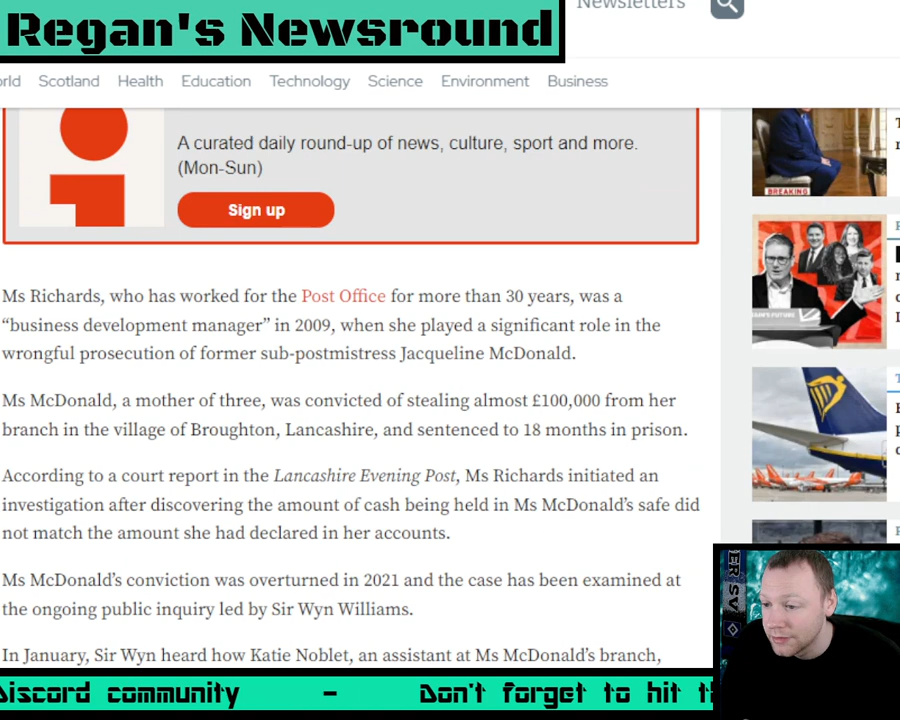 Regan's Newsround
Newsletters
Scotland Health Education Technology Science Environment Business
A curated daily round-up of news, culture, sport and more.
(Mon-Sun)
Sign up
BREAKING
Ms Richards, who has worked for the Post Office for more than 30 years, was a
“business development manager” in 2009, when she played a significant role in the
wrongful prosecution of former sub-postmistress Jacqueline McDonald.
Ms McDonald, a mother of three, was convicted of stealing almost £100,000 from her
branch in the village of Broughton, Lancashire, and sentenced to 18 months in prison.
According to a court report in the Lancashire Evening Post, Ms Richards initiated an
investigation after discovering the amount of cash being held in Ms McDonald’s safe did
not match the amount she had declared in her accounts.
Ms McDonald’s conviction was overturned in 2021 and the case has been examined at
the ongoing public inquiry led by Sir Wyn Williams.
In January, Sir Wyn heard how Katie Noblet, an assistant at Ms McDonald’s branch,
Discord community - Don't forget to hit